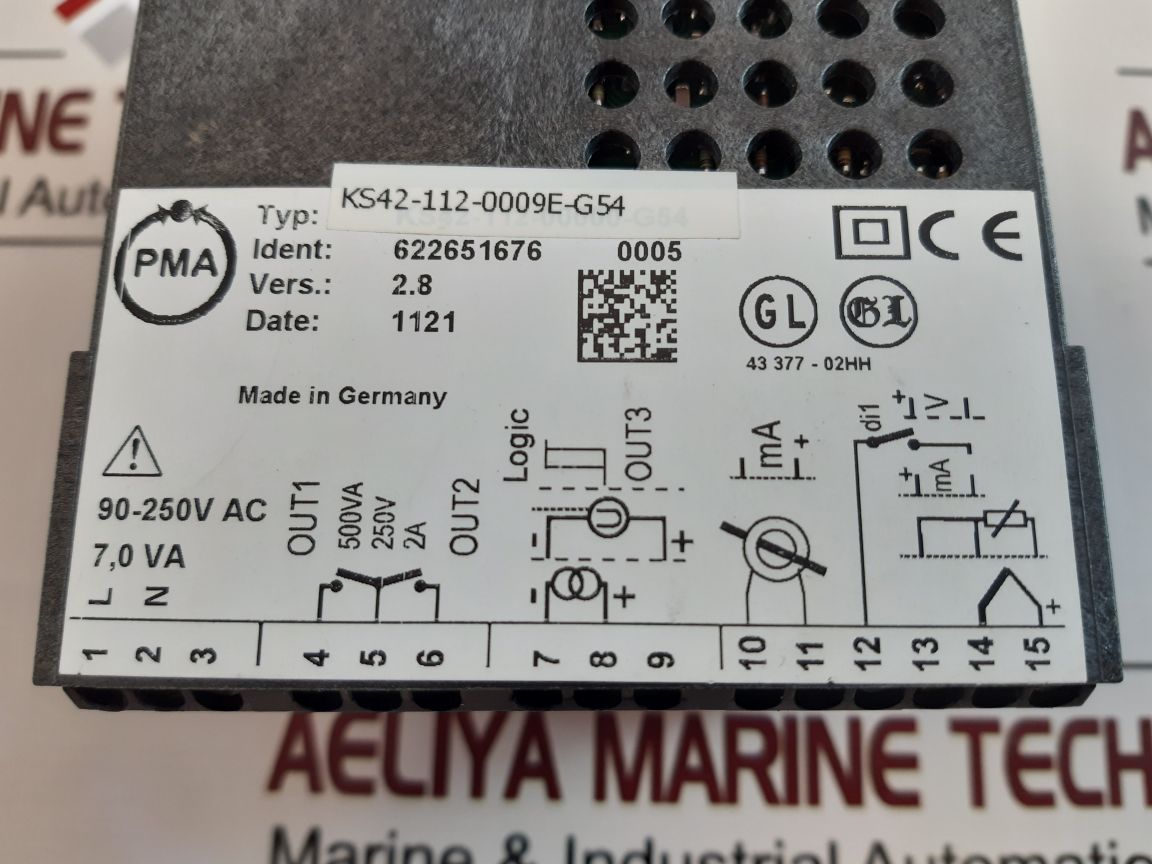 NE
l Auto
PMA
Typ: KS42-112-0009E-G54
Ident: 622651676 0005
Vers.: 2.8
Date: 1121
CE
GL GL
43 377 - 02HH
Made in Germany
90-250V AC
7,0 VA
L N
OUT1 500VA 250V 2A OUT2
Logic OUT3
U
- +
- +
mA +
di1 + V -
+ mA -
+
1 2 3 4 5 6 7 8 9 10 11 12 13 14 15
AELIYA MARINE TECH
Marine & Industrial Automatio